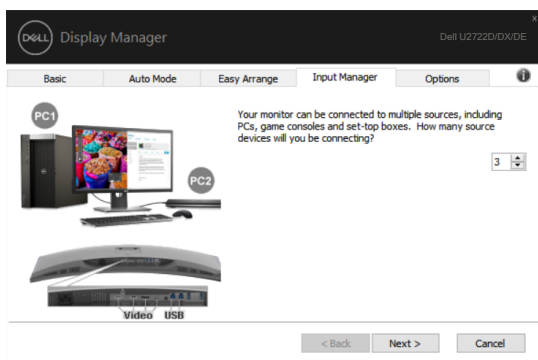 DELL Display Manager
Dell U2722D/DX/DE
x
Basic
Auto Mode
Easy Arrange
Input Manager
Options
i
PC1
PC2
Your monitor can be connected to multiple sources, including
PCs, game consoles and set-top boxes. How many source
devices will you be connecting?
3
Video USB
< Back
Next >
Cancel